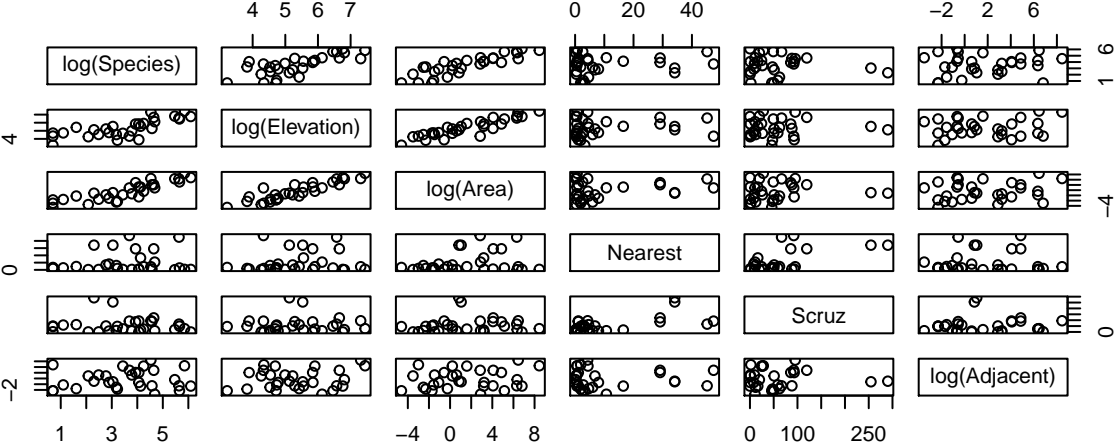 4 5 6 7 0 20 40 −2 2 6
log(Species) 1 6
4 log(Elevation)
log(Area) −4
0 Nearest
Scruz 0
−2 log(Adjacent)
1 3 5 −4 0 4 8 0 100 250